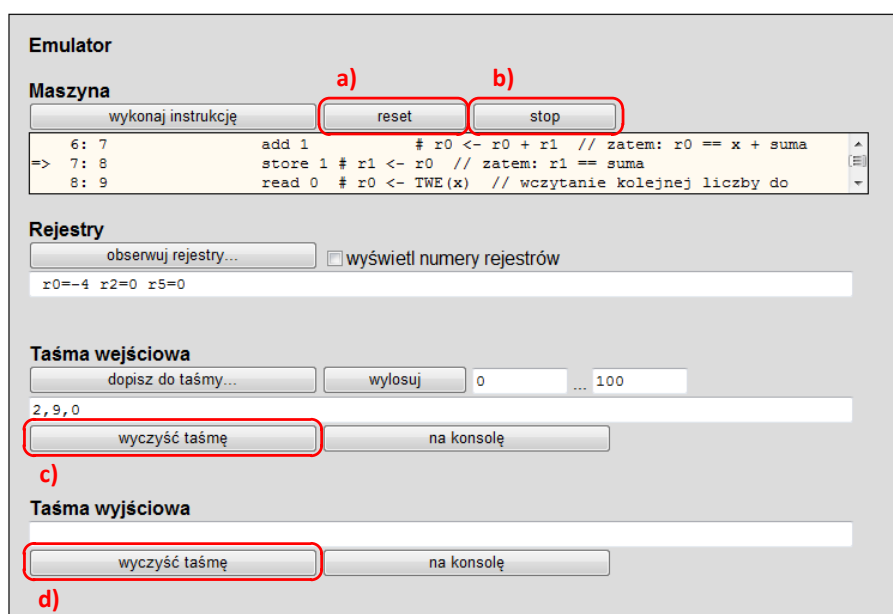 Emulator
a) b)
Maszyna
wykonaj instrukcję reset stop
6: 7 add 1 # r0 <- r0 + r1 // zatem: r0 == x + suma
=> 7: 8 store 1 # r1 <- r0 // zatem: r1 == suma
8: 9 read 0 # r0 <- TWE(x) // wczytanie kolejnej liczby do
Rejestry
obserwuj rejestry... wyświetl numery rejestrów
r0=-4 r2=0 r5=0
Taśma wejściowa
dopisz do taśmy... wylosuj 0 ... 100
2,9,0
wyczyść taśmę na konsolę
c)
Taśma wyjściowa
wyczyść taśmę na konsolę
d)